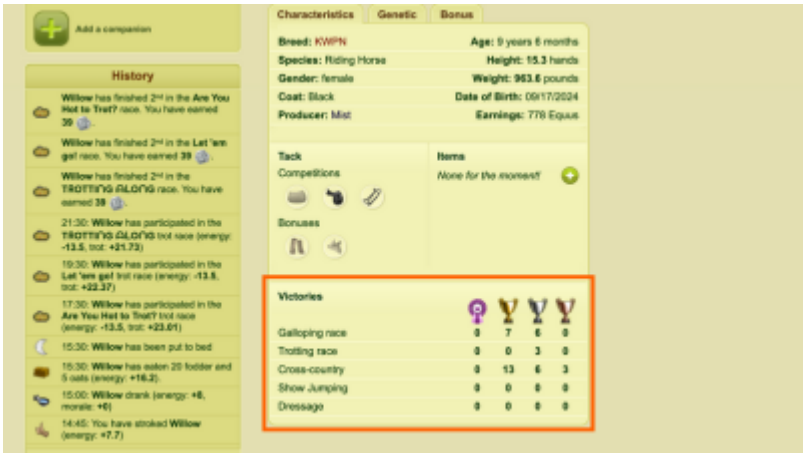 Add a companion
History
Willow has finished 2nd in the Are You
Hot to Trot? race. You have earned
39
Willow has finished 2nd in the Let 'em
go! race. You have earned 39
Willow has finished 2nd in the
TROTTING ALONG race. You have
earned 39
21:30: Willow has participated in the
TROTTING ALONG trot race (energy:
-13.5, trot: +21.73)
19:30: Willow has participated in the
Let 'em go! trot race (energy: -13.5,
trot: +22.37)
17:30: Willow has participated in the
Are You Hot to Trot? trot race
(energy: -13.5, trot: +23.01)
15:30: Willow has been put to bed
15:30: Willow has eaten 20 fodder and
5 oats (energy: +16.2).
15:00: Willow drank (energy: +8,
morale: +6)
14:45: You have stroked Willow
(energy: +7.7)
Characteristics Genetic Bonus
Breed: KWPN Age: 9 years 6 months
Species: Riding Horse Height: 15.3 hands
Gender: female Weight: 963.6 pounds
Coat: Black Date of Birth: 09/17/2024
Producer: Mist Earnings: 778 Equus
Tack
Competitions
Bonuses
Items
None for the moment!
Victories
Galloping race 0 7 6 0
Trotting race 0 0 3 0
Cross-country 0 13 6 3
Show Jumping 0 0 0 0
Dressage 0 0 0 0